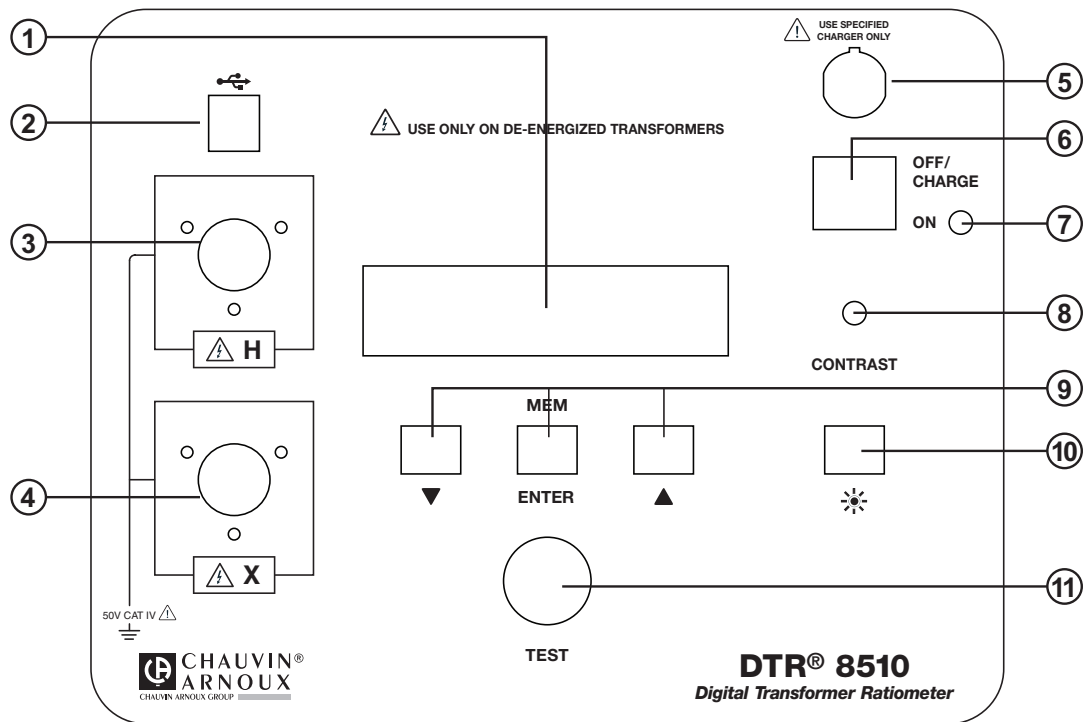 1
USE SPECIFIED
CHARGER ONLY
5
2
USE ONLY ON DE-ENERGIZED TRANSFORMERS
6
OFF/
CHARGE
ON
7
3
8
H
CONTRAST
9
MEM
10
4
ENTER
X
11
50V CAT IV
TEST
CHAUVIN®
ARNOUX
CHAUVIN ARNOUX GROUP
DTR® 8510
Digital Transformer Ratiometer